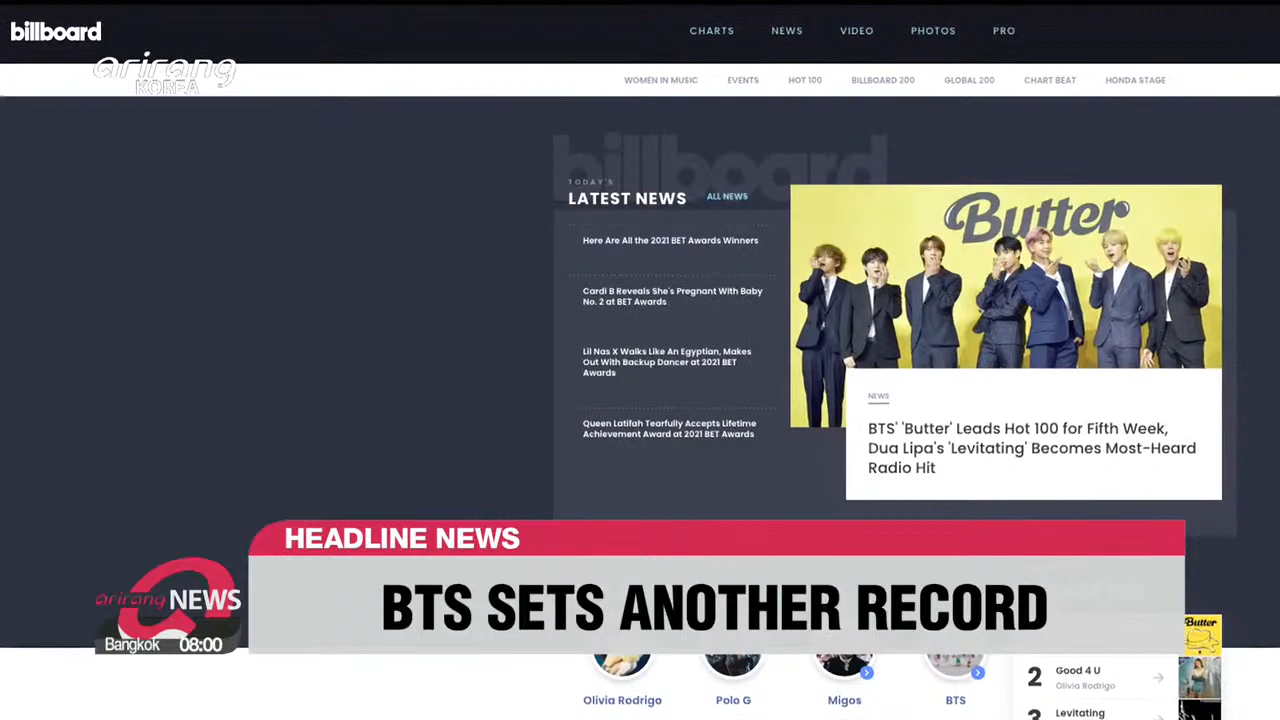 billboard
CHARTS NEWS VIDEO PHOTOS PRO
arirang
KOREA
WOMEN IN MUSIC EVENTS HOT 100 BILLBOARD 200 GLOBAL 200 CHART BEAT HONDA STAGE
billboard
TODAY'S
LATEST NEWS ALL NEWS
Here Are All the 2021 BET Awards Winners
Cardi B Reveals She's Pregnant With Baby
No. 2 at BET Awards
Lil Nas X Walks Like An Egyptian, Makes
Out With Backup Dancer at 2021 BET
Awards
Queen Latifah Tearfully Accepts Lifetime
Achievement Award at 2021 BET Awards
Butter
NEWS
BTS' 'Butter' Leads Hot 100 for Fifth Week,
Dua Lipa's 'Levitating' Becomes Most-Heard
Radio Hit
HEADLINE NEWS
BTS SETS ANOTHER RECORD
arirang NEWS
Bangkok 08:00
Butter
Olivia Rodrigo
Polo G
Migos
BTS
2 Good 4 U
Olivia Rodrigo
3 Levitating